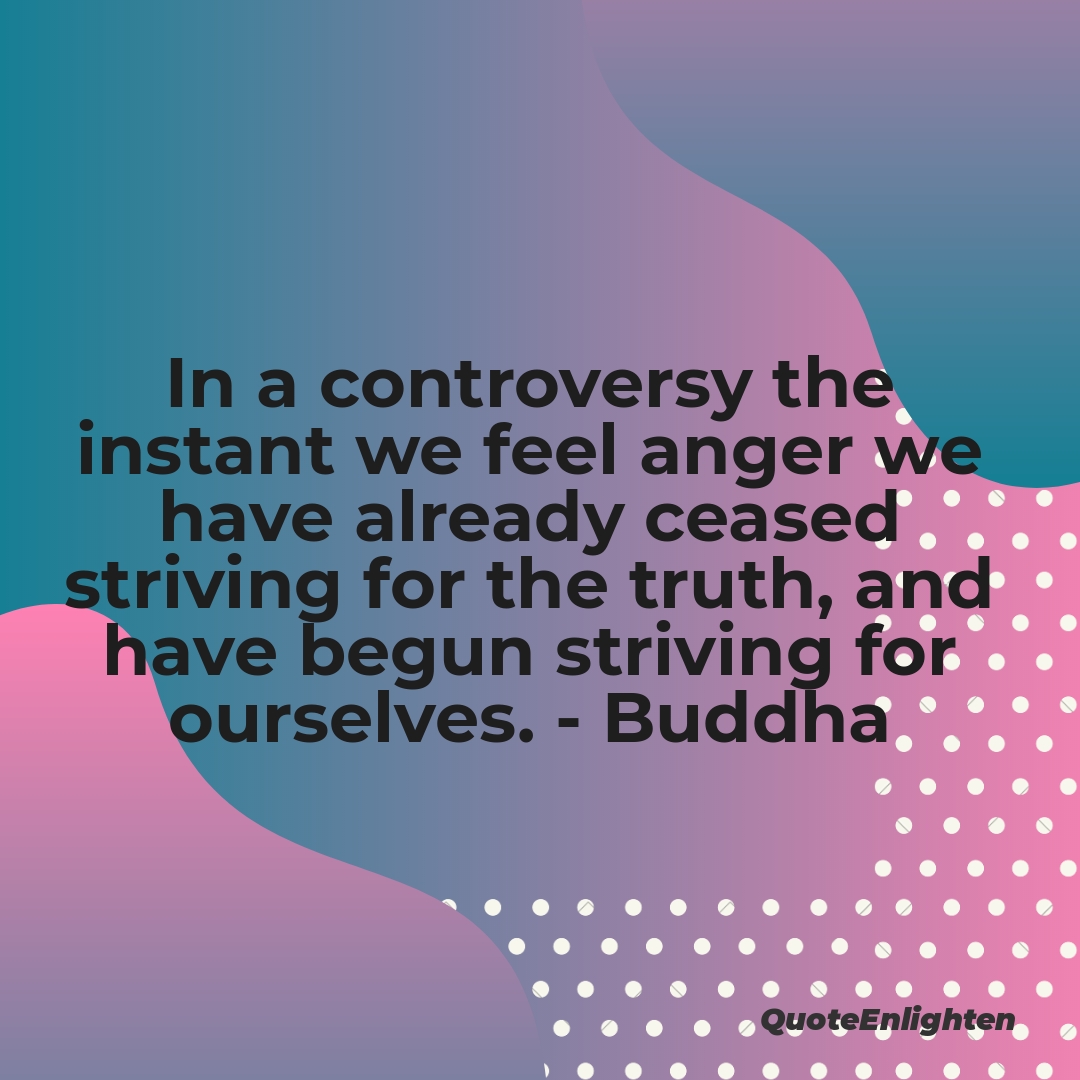 In a controversy the
instant we feel anger we
have already ceased
striving for the truth, and
have begun striving for
ourselves. - Buddha
QuoteEnlighten